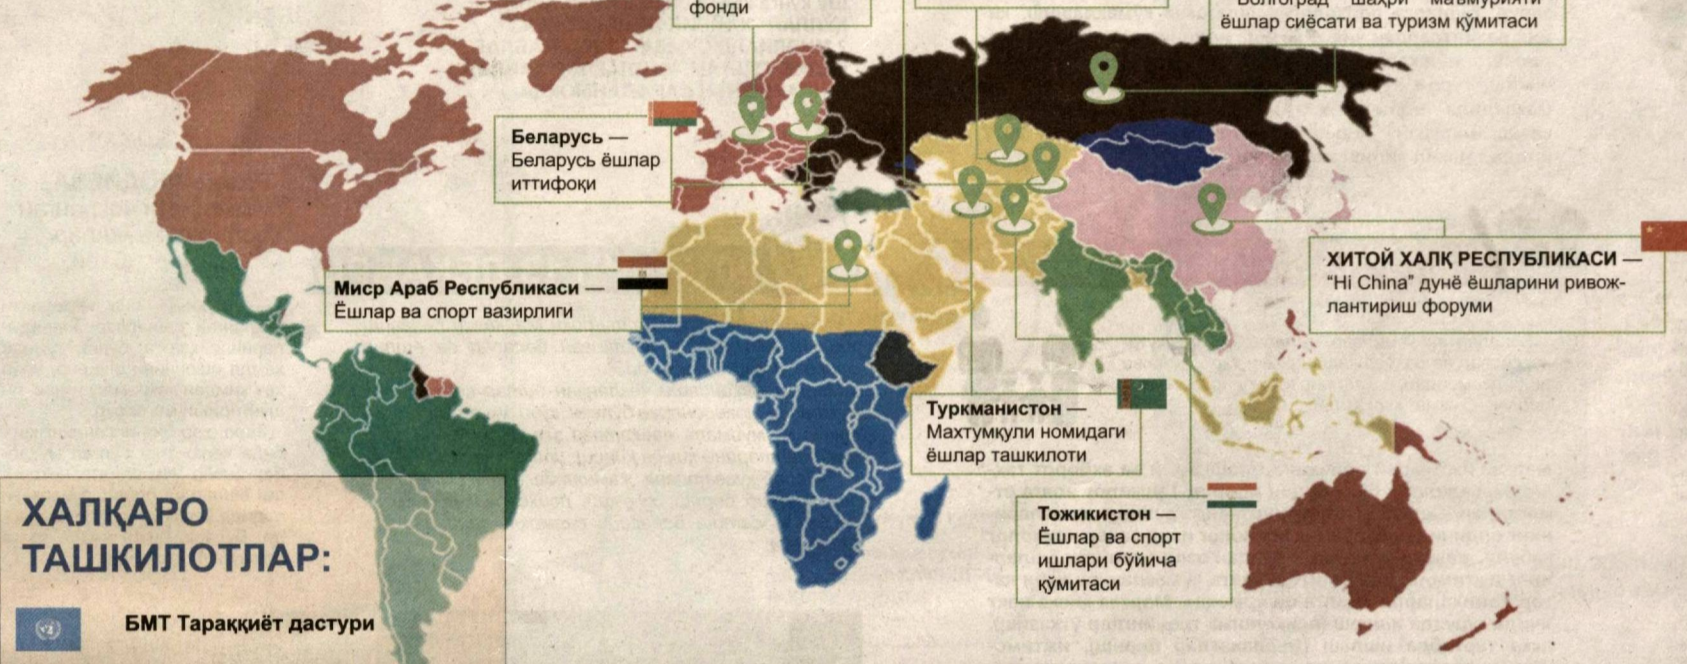 фонди
Волгоград шаҳри маъмурияти
ёшлар сиёсати ва туризм қўмитаси
Беларусь —
Беларусь ёшлар
иттифоқи
Миср Араб Республикаси —
Ёшлар ва спорт вазирлиги
ХИТОЙ ХАЛҚ РЕСПУБЛИКАСИ —
“Hi China” дунё ёшларини ривож-
лантириш форуми
Туркманистон —
Махтумқули номидаги
ёшлар ташкилоти
Тожикистон —
Ёшлар ва спорт
ишлари бўйича
қўмитаси
ХАЛҚАРО
ТАШКИЛОТЛАР:
БМТ Тараққиёт дастури